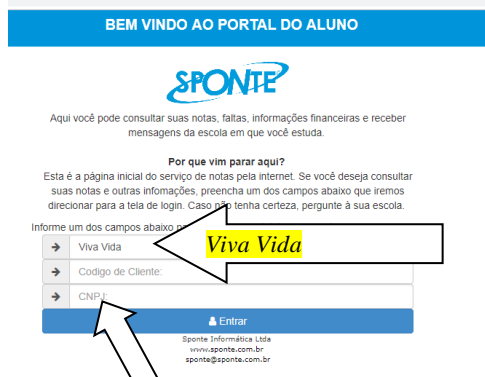 BEM VINDO AO PORTAL DO ALUNO
SPONTE
Aqui você pode consultar suas notas, faltas, informações financeiras e receber
mensagens da escola em que você estuda.
Por que vim parar aqui?
Esta é a página inicial do serviço de notas pela internet. Se você deseja consultar
suas notas e outras infomações, preencha um dos campos abaixo que iremos
direcionar para a tela de login. Caso não tenha certeza, pergunte à sua escola.
Informe um dos campos abaixo
Viva Vida
Viva Vida
Codigo de Cliente:
CNPJ:
Entrar
Sponte Informática Ltda
www.sponte.com.br
sponte@sponte.com.br